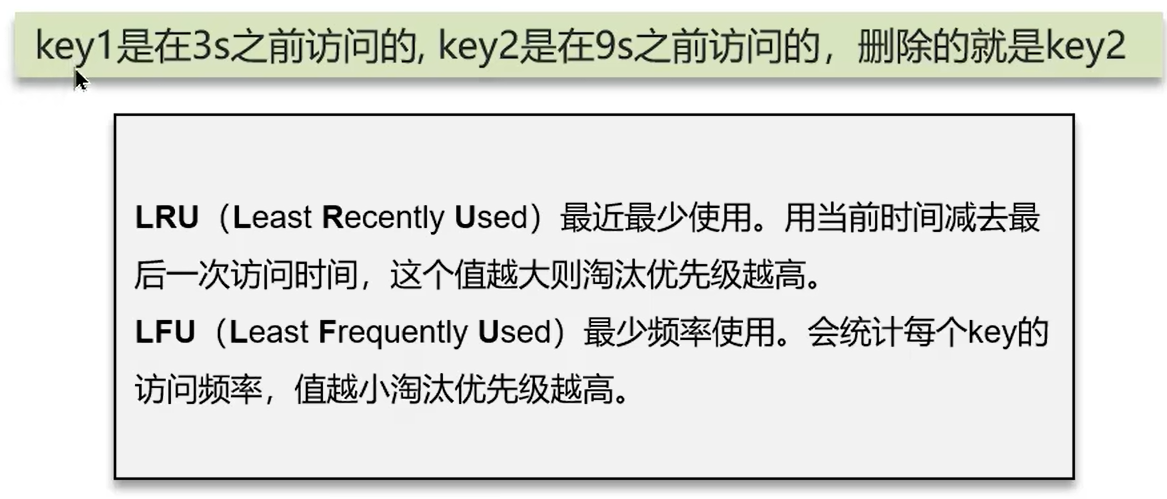 key1是在3s之前访问的, key2是在9s之前访问的，删除的就是key2
LRU（Least Recently Used）最近最少使用。用当前时间减去最
后一次访问时间，这个值越大则淘汰优先级越高。
LFU（Least Frequently Used）最少频率使用。会统计每个key的
访问频率，值越小淘汰优先级越高。